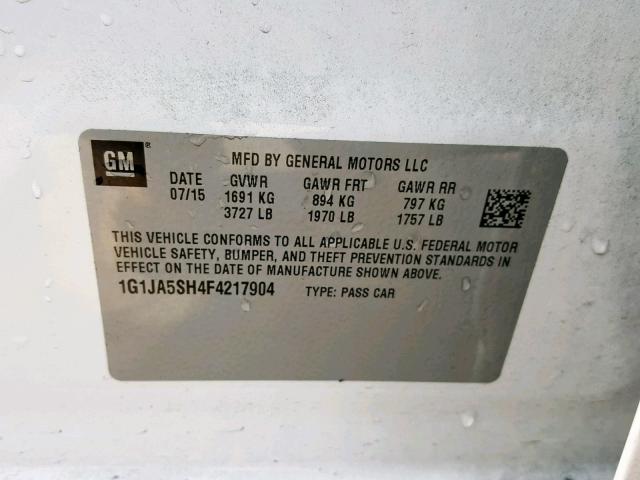 GM®
MFD BY GENERAL MOTORS LLC
DATE GVWR GAWR FRT GAWR RR
07/15 1691 KG 894 KG 797 KG
3727 LB 1970 LB 1757 LB
THIS VEHICLE CONFORMS TO ALL APPLICABLE U.S. FEDERAL MOTOR
VEHICLE SAFETY, BUMPER, AND THEFT PREVENTION STANDARDS IN
EFFECT ON THE DATE OF MANUFACTURE SHOWN ABOVE.
1G1JA5SH4F4217904 TYPE: PASS CAR